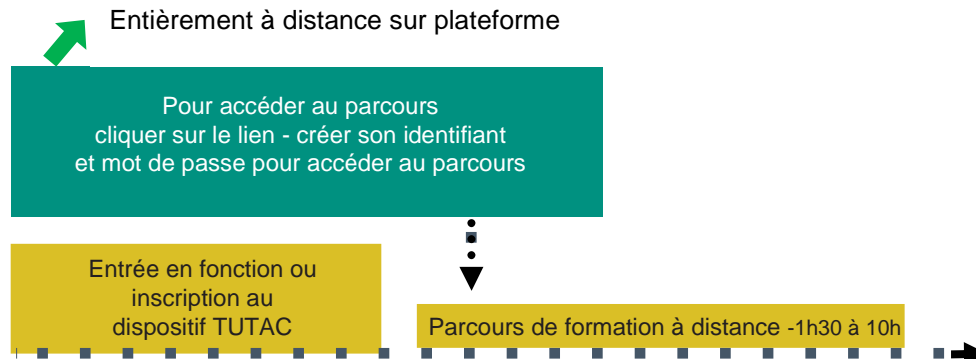 Entièrement à distance sur plateforme
Pour accéder au parcours
cliquer sur le lien - créer son identifiant
et mot de passe pour accéder au parcours
Entrée en fonction ou
inscription au
dispositif TUTAC
Parcours de formation à distance -1h30 à 10h